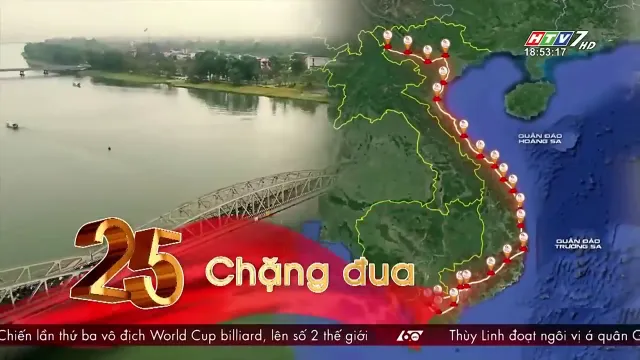 HTV7 HD
18:53:17
QUẦN ĐẢO
HOÀNG SA
QUẦN ĐẢO
TRƯỜNG SA
25 Chặng đua
Chiến lần thứ ba vô địch World Cup billiard, lên số 2 thế giới
60
Thùy Linh đoạt ngôi vị á quân C